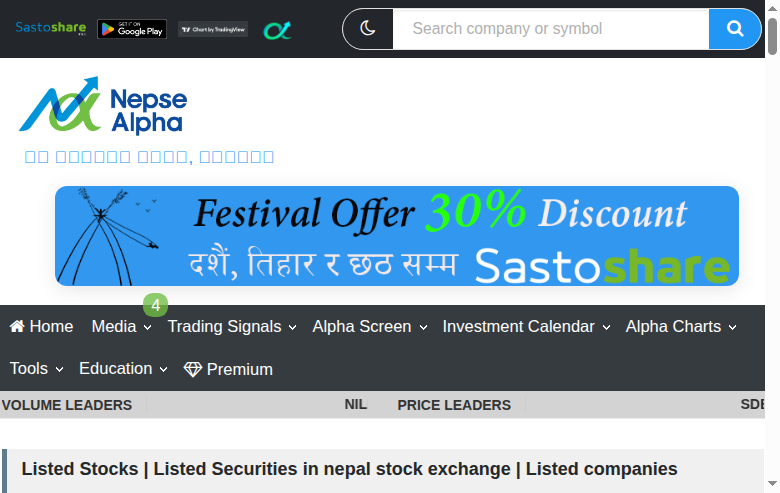 Sastoshare
GET IT ON
Google Play
Chart by TradingView
Search company or symbol
Nepse
Alpha
Festival Offer 30% Discount
दशैं, तिहार र छठ सम्म Sastoshare
4
Home Media Trading Signals Alpha Screen Investment Calendar Alpha Charts
Tools Education Premium
VOLUME LEADERS NIL PRICE LEADERS
Listed Stocks | Listed Securities in nepal stock exchange | Listed companies